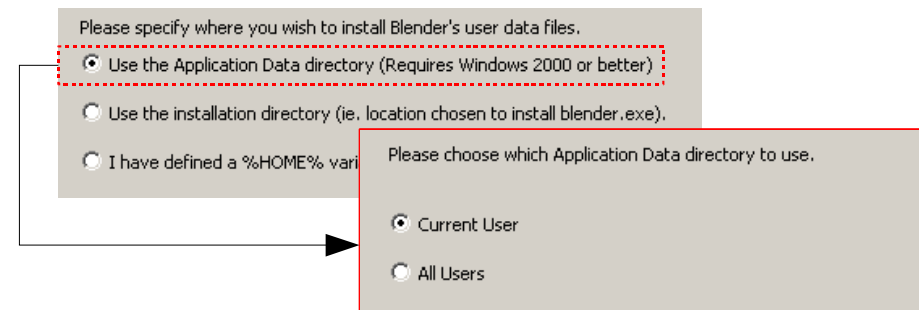 Please specify where you wish to install Blender's user data files.
Use the Application Data directory (Requires Windows 2000 or better)
Use the installation directory (ie. location chosen to install blender.exe).
I have defined a %HOME% vari
Please choose which Application Data directory to use.
Current User
All Users